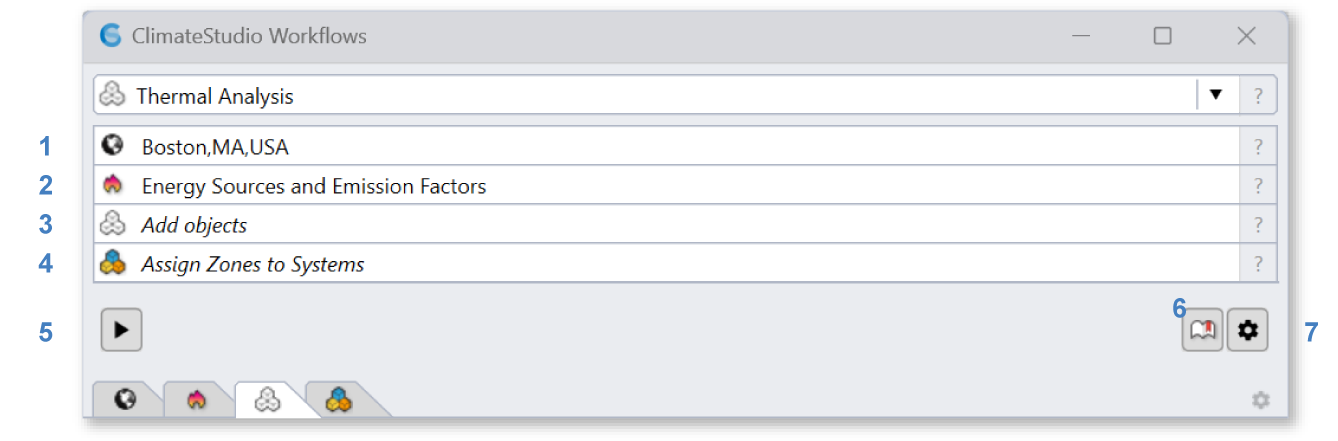 ClimateStudio Workflows
Thermal Analysis ?
1 Boston,MA,USA ?
2 Energy Sources and Emission Factors ?
3 Add objects ?
4 Assign Zones to Systems ?
6
5 7